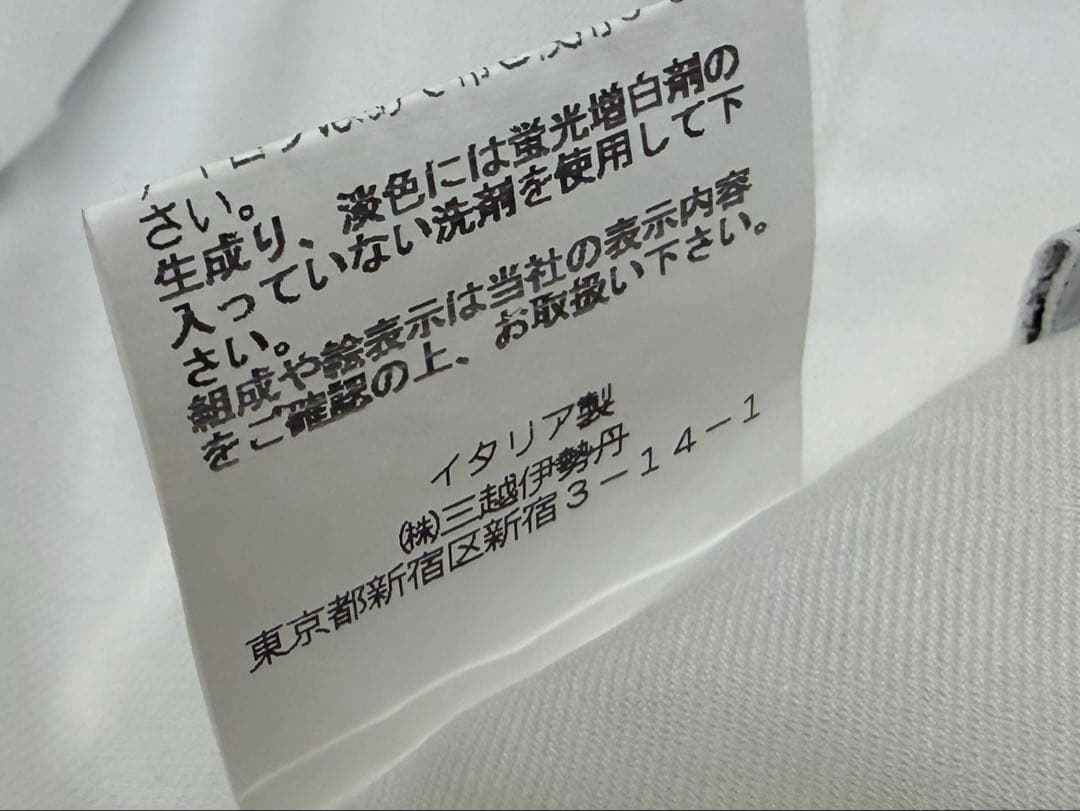 さい。
生成り、淡色には蛍光増白剤の
入っていない洗剤を使用して下
さい。
組成や絵表示は当社の表示内容
をご確認の上、お取扱い下さい。
イタリア製
㈱三越伊勢丹
東京都新宿区新宿3－14－1